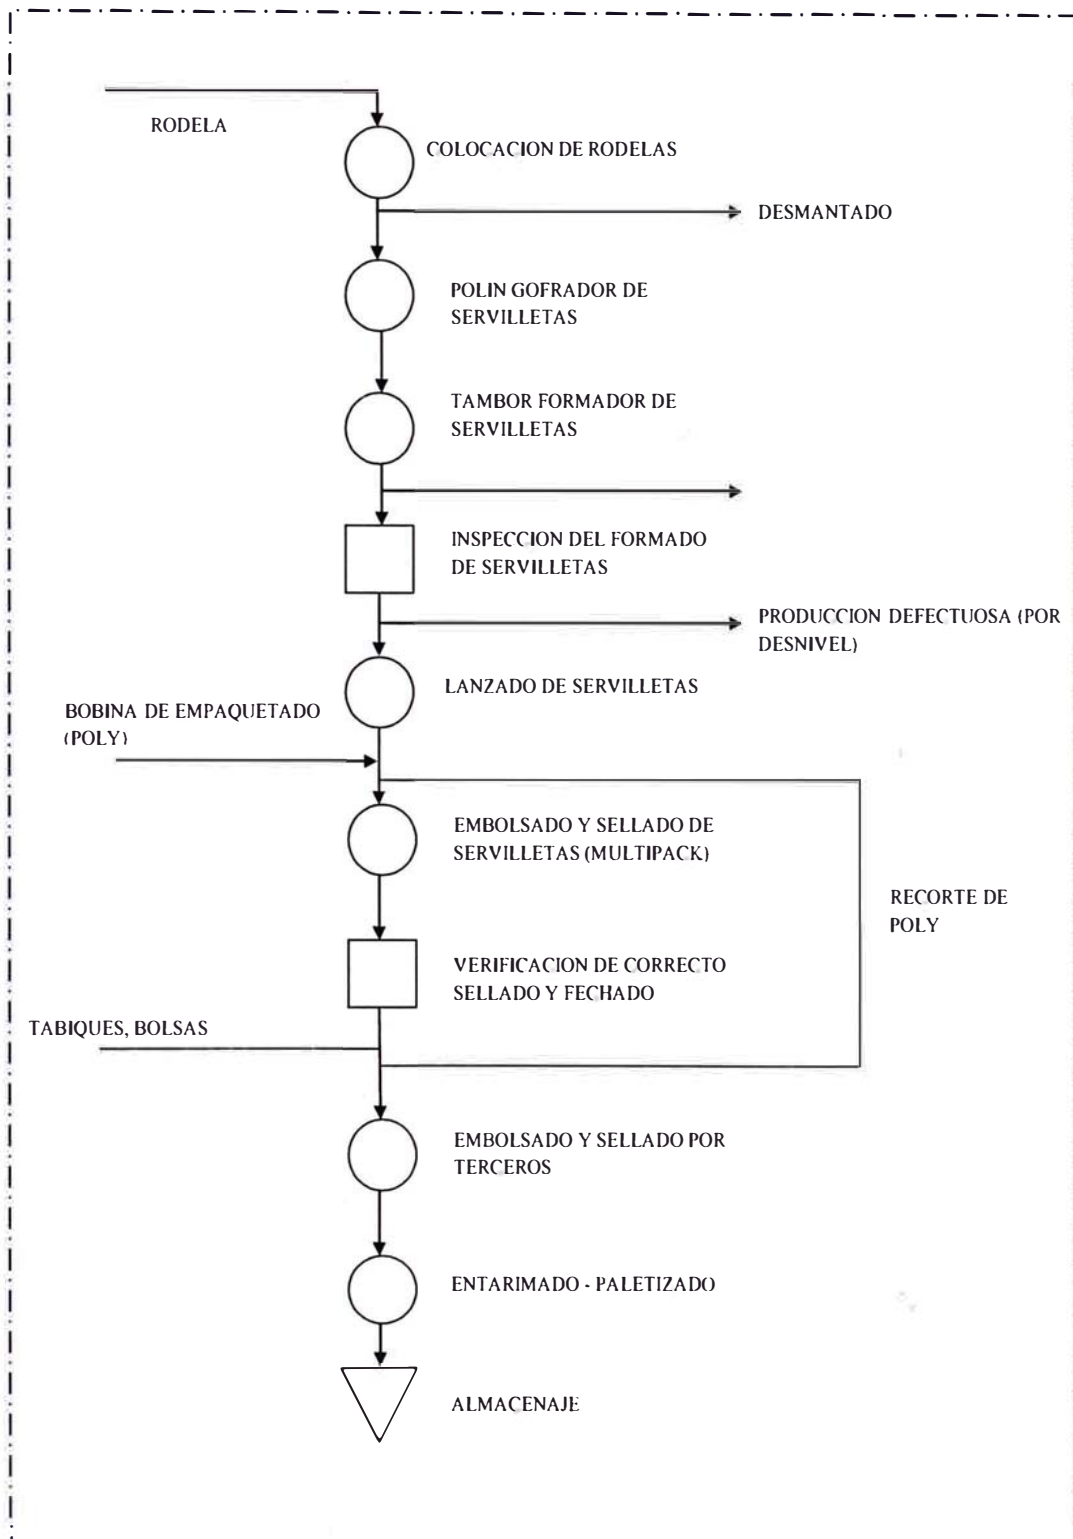 RODELA
COLOCACION DE RODELAS
DESMANTADO
POLIN GOFRADOR DE
SERVILLETAS
TAMBOR FORMADOR DE
SERVILLETAS
INSPECCION DEL FORMADO
DE SERVILLETAS
PRODUCCION DEFECTUOSA (POR
DESNIVEL)
LANZADO DE SERVILLETAS
BOBINA DE EMPAQUETADO
(POLY)
EMBOLSADO Y SELLADO DE
SERVILLETAS (MULTIPACK)
RECORTE DE
POLY
VERIFICACION DE CORRECTO
SELLADO Y FECHADO
TABIQUES, BOLSAS
EMBOLSADO Y SELLADO POR
TERCEROS
ENTARIMADO - PALETIZADO
ALMACENAJE